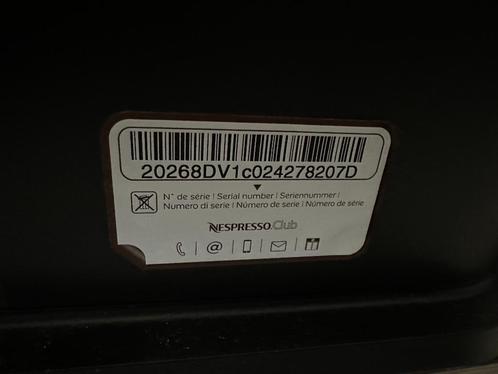 20268DV1c024278207D
N° de série | Serial number | Seriennummer
Numero di serie | Número de serie | Número de série
NESPRESSO.Club
@